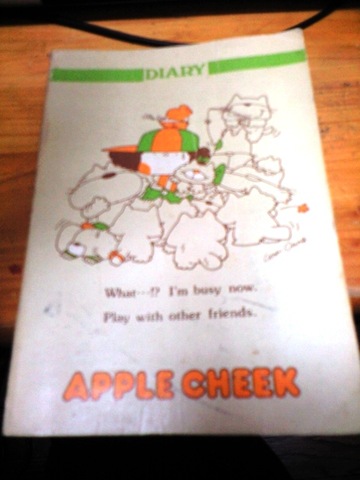 DIARY
What…!? I'm busy now.
Play with other friends.
APPLE CHEEK